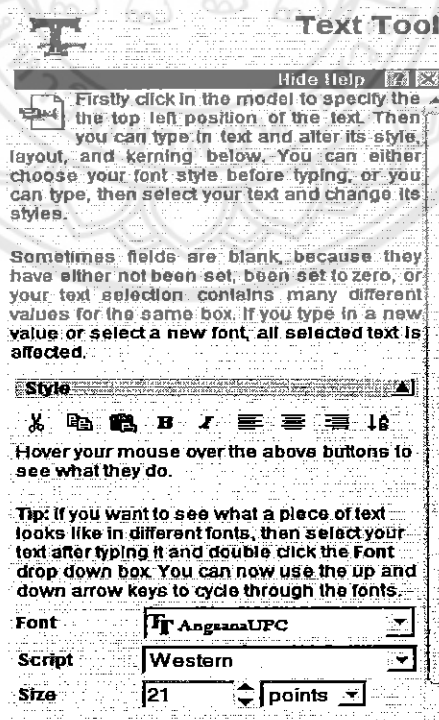 Text Tool
Hide Help
Firstly click in the model to specify the
the top left position of the text. Then
you can type in text and alter its style,
layout, and kerning below. You can either
choose your font style before typing, or you
can type, then select your text and change its
styles.
Sometimes fields are blank, because they
have either not been set, been set to zero, or
your text selection contains many different
values for the same box. If you type in a new
value or select a new font, all selected text is
affected.
Style
B I
Hover your mouse over the above buttons to
see what they do.
Tip: If you want to see what a piece of text
looks like in different fonts, then select your
text after typing it and double click the Font
drop down box. You can now use the up and
down arrow keys to cycle through the fonts.
Font AngsanaUPC
Script Western
Size 21 points